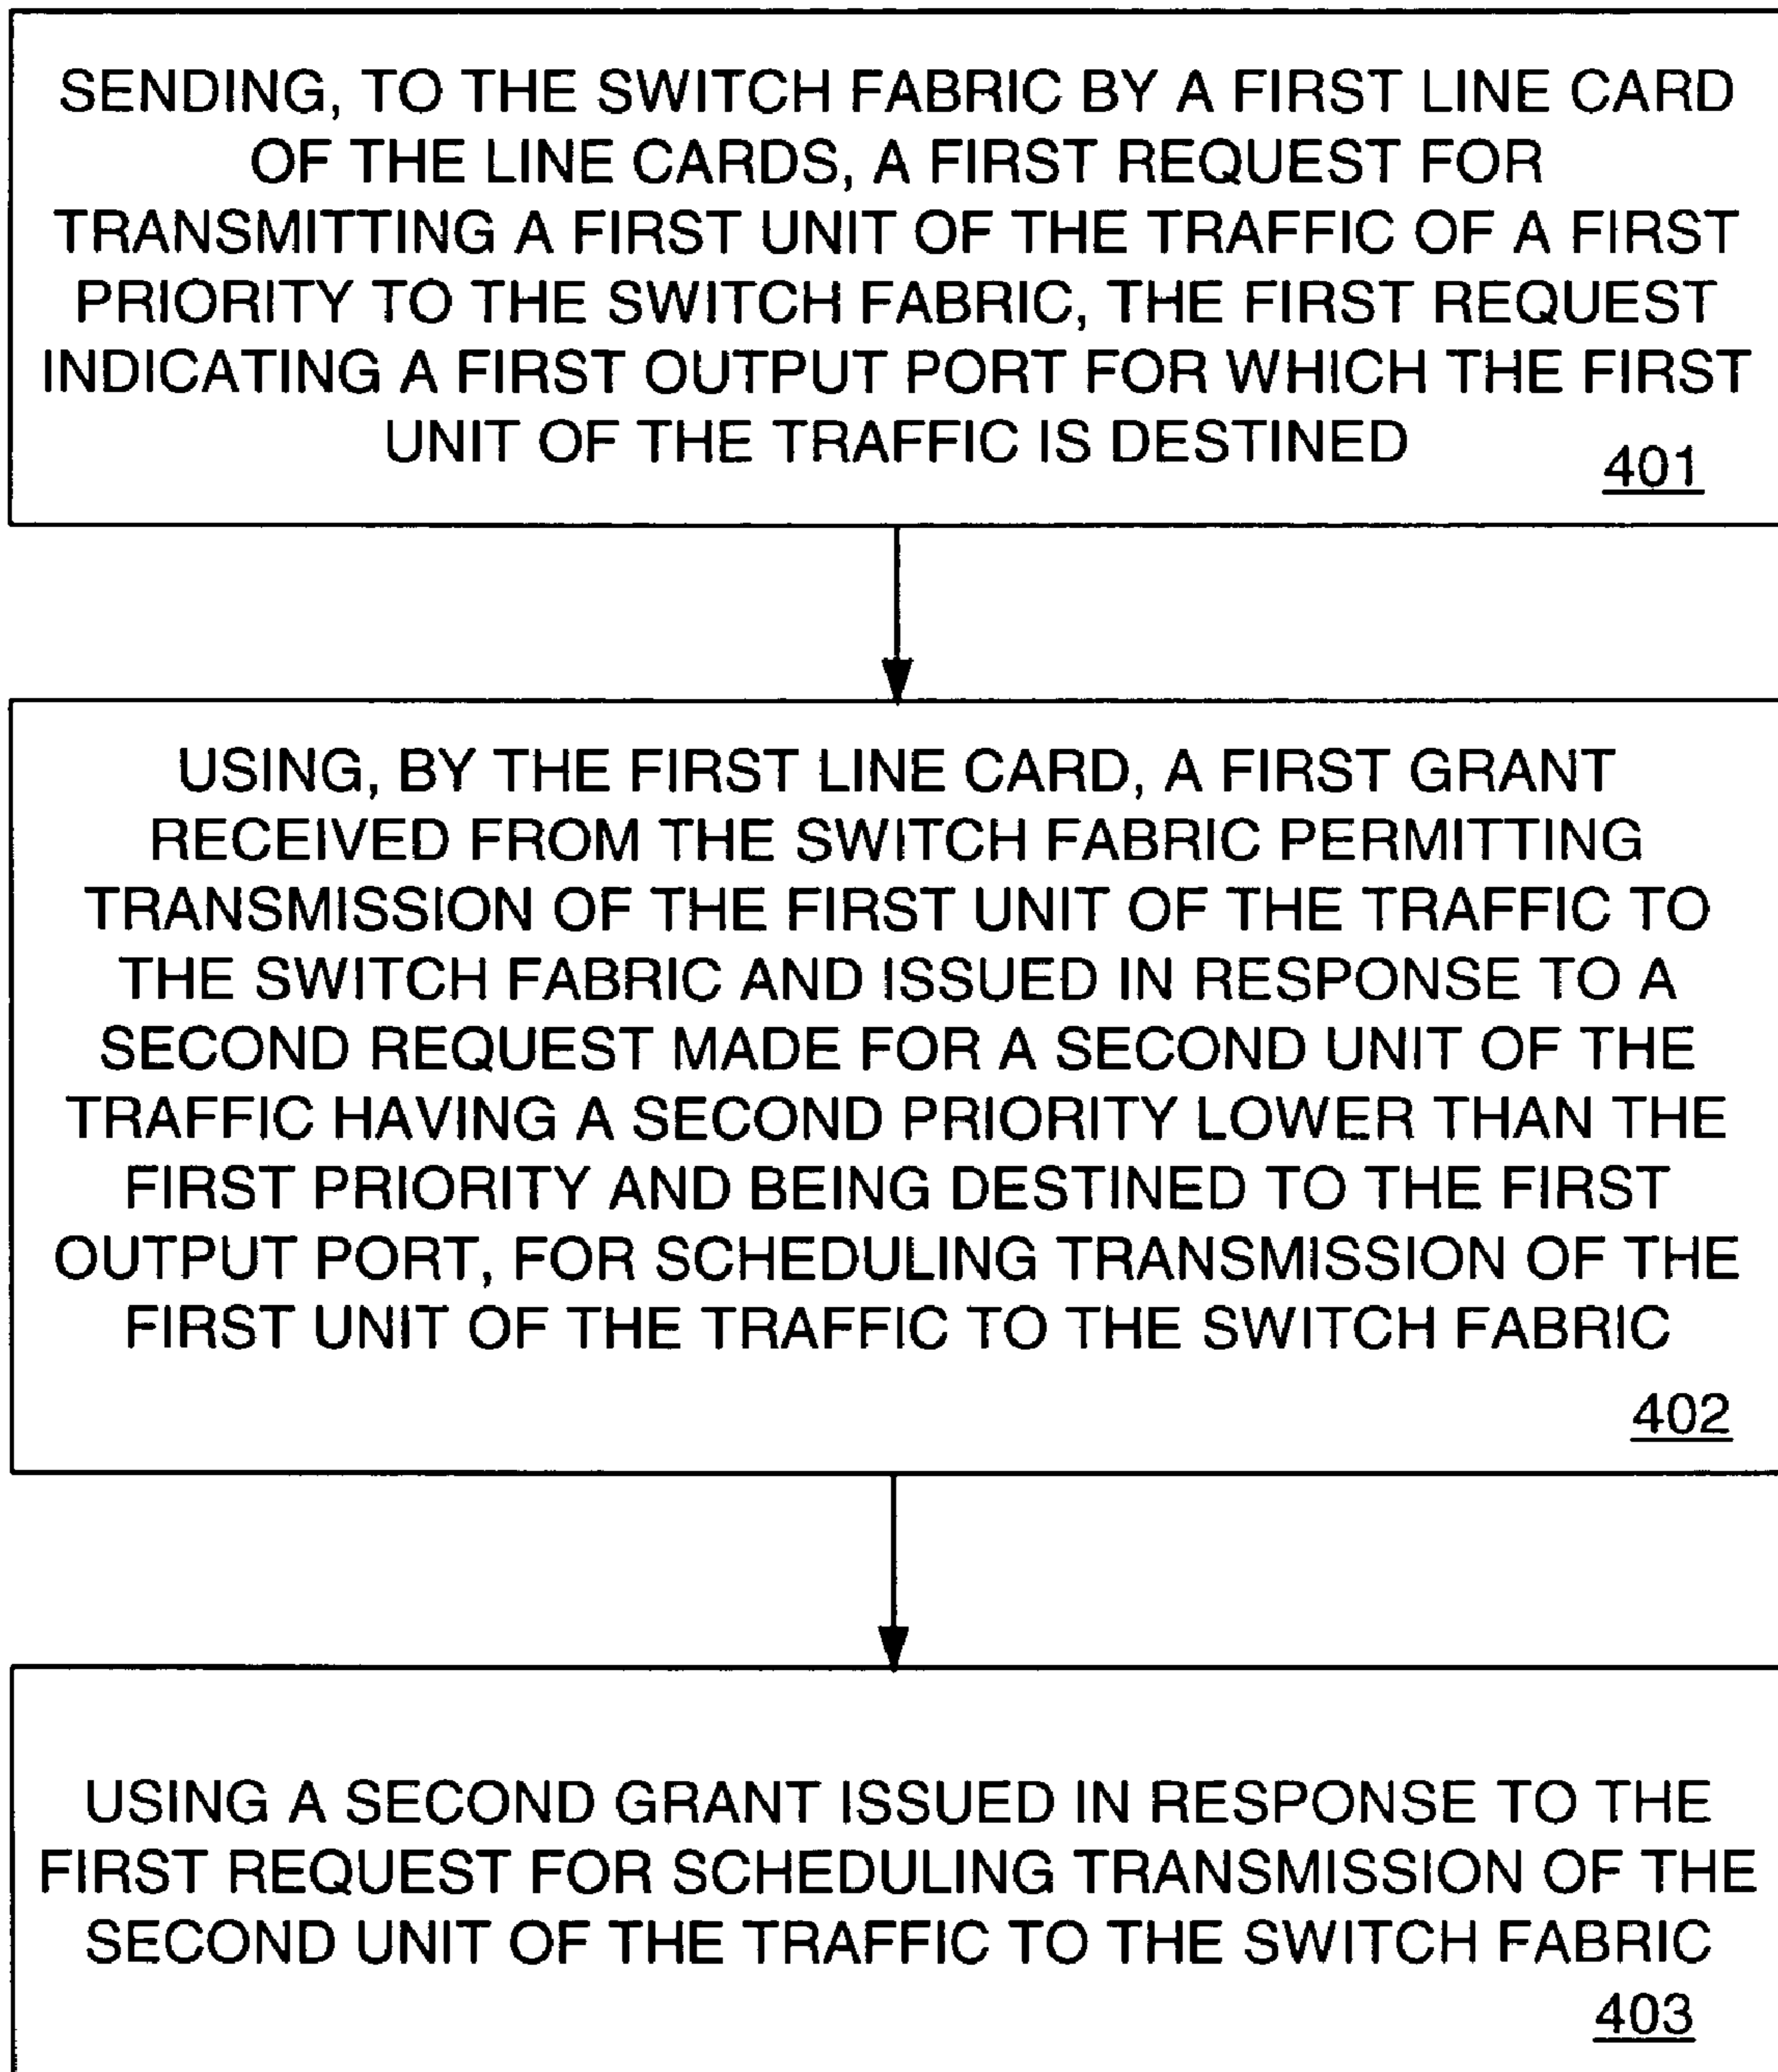 SENDING, TO THE SWITCH FABRIC BY A FIRST LINE CARD
OF THE LINE CARDS, A FIRST REQUEST FOR
TRANSMITTING A FIRST UNIT OF THE TRAFFIC OF A FIRST
PRIORITY TO THE SWITCH FABRIC, THE FIRST REQUEST
INDICATING A FIRST OUTPUT PORT FOR WHICH THE FIRST
UNIT OF THE TRAFFIC IS DESTINED
401
USING, BY THE FIRST LINE CARD, A FIRST GRANT
RECEIVED FROM THE SWITCH FABRIC PERMITTING
TRANSMISSION OF THE FIRST UNIT OF THE TRAFFIC TO
THE SWITCH FABRIC AND ISSUED IN RESPONSE TO A
SECOND REQUEST MADE FOR A SECOND UNIT OF THE
TRAFFIC HAVING A SECOND PRIORITY LOWER THAN THE
FIRST PRIORITY AND BEING DESTINED TO THE FIRST
OUTPUT PORT, FOR SCHEDULING TRANSMISSION OF THE
FIRST UNIT OF THE TRAFFIC TO THE SWITCH FABRIC
402
USING A SECOND GRANT ISSUED IN RESPONSE TO THE
FIRST REQUEST FOR SCHEDULING TRANSMISSION OF THE
SECOND UNIT OF THE TRAFFIC TO THE SWITCH FABRIC
403